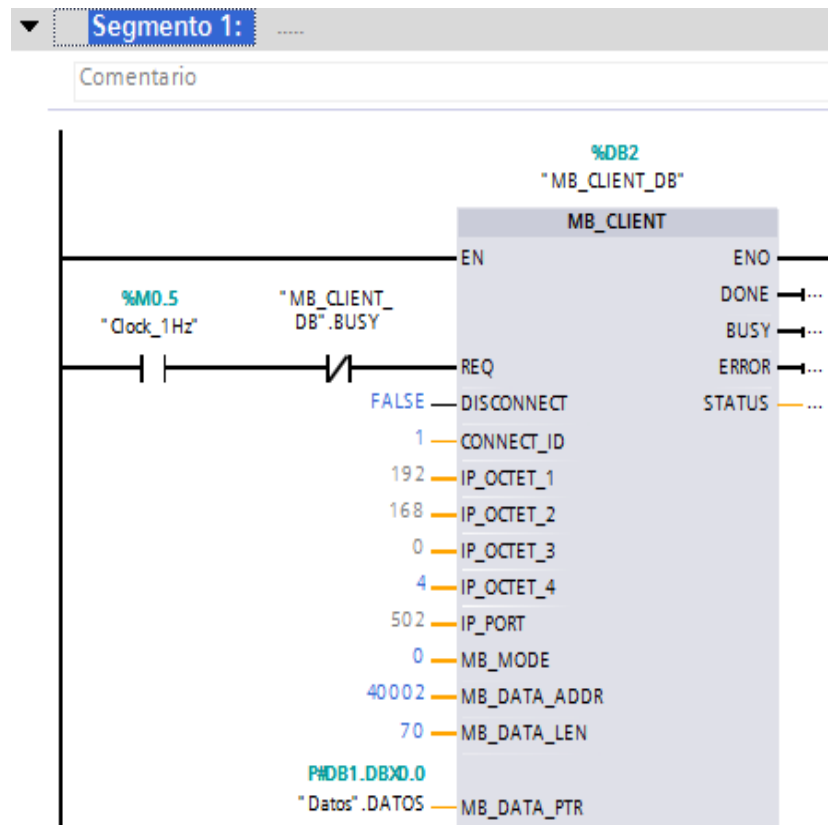 Segmento 1: .....
Comentario
%DB2
"MB_CLIENT_DB"
MB_CLIENT
EN ENO
%M0.5 "MB_CLIENT_ DONE ...
"Clock_1Hz" DB".BUSY BUSY ...
REQ ERROR ...
FALSE DISCONNECT STATUS ...
1 CONNECT_ID
192 IP_OCTET_1
168 IP_OCTET_2
0 IP_OCTET_3
4 IP_OCTET_4
502 IP_PORT
0 MB_MODE
40002 MB_DATA_ADDR
70 MB_DATA_LEN
P#DB1.DBX0.0
"Datos".DATOS MB_DATA_PTR